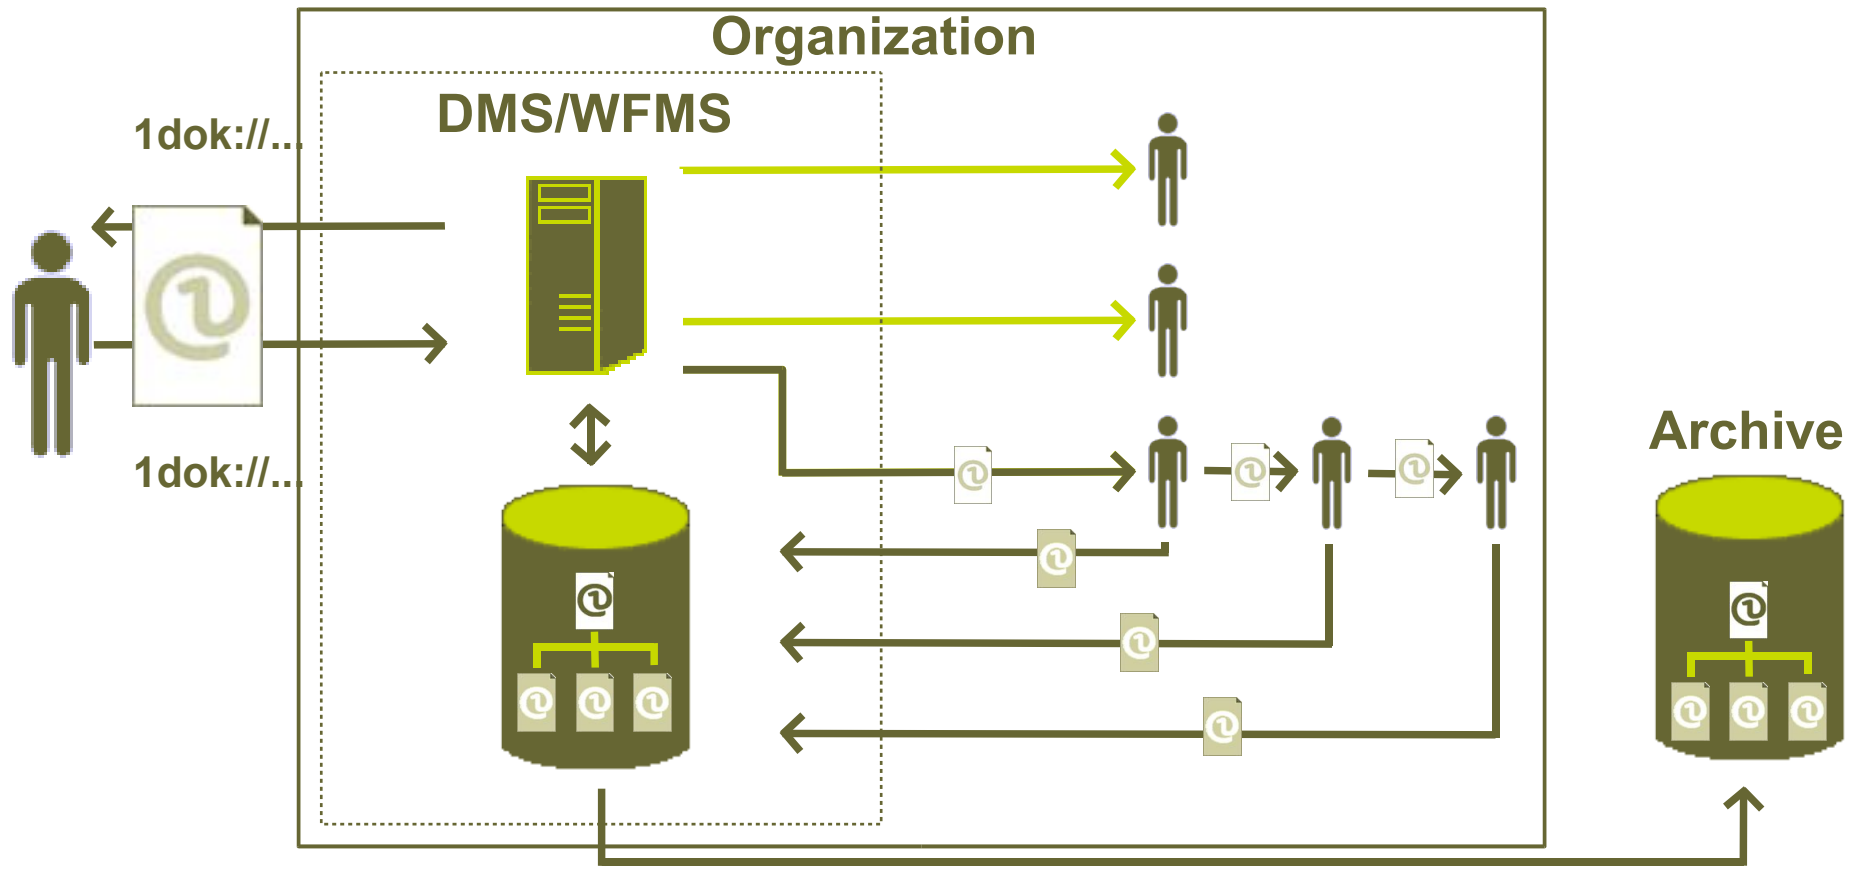 Organization
DMS/WFMS
1dok://...
1dok://...
Archive